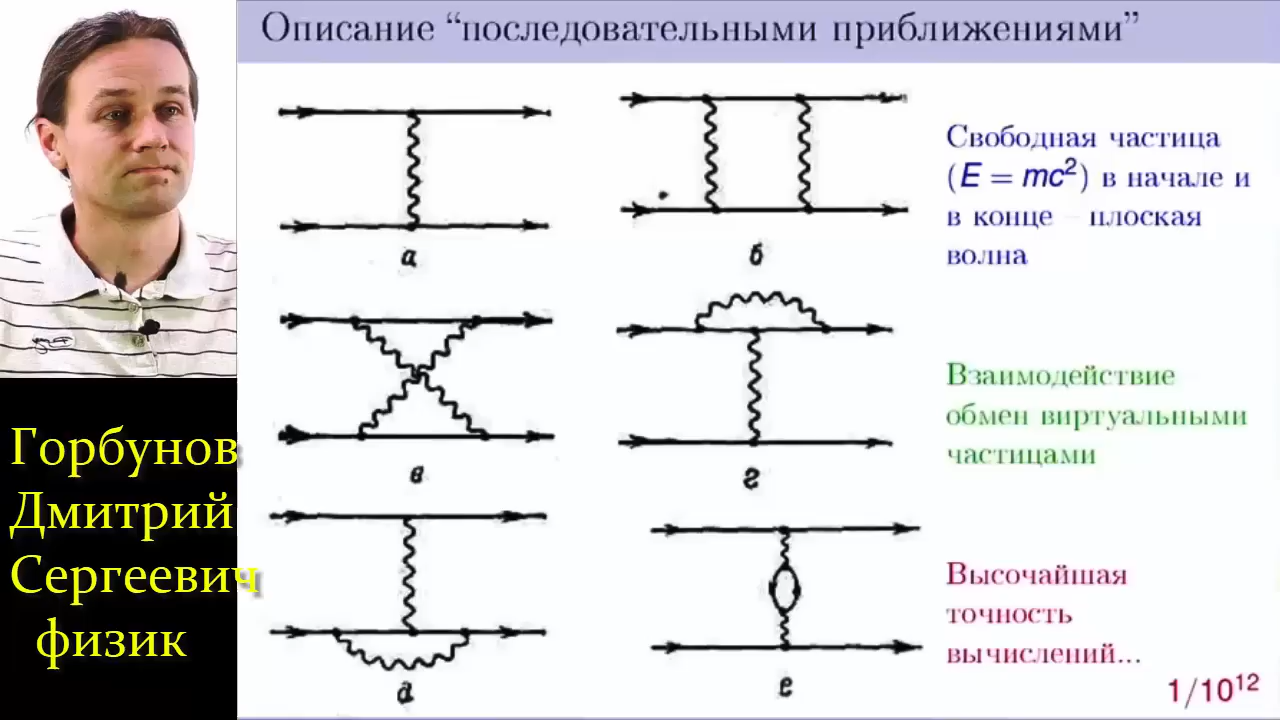 Описание “последовательными приближениями”
а
б
Свободная частица
(E = mc²) в начале и
в конце – плоская
волна
в
г
Взаимодействие
обмен виртуальными
частицами
д
е
Высочайшая
точность
вычислений...
1/10¹²
Горбунов
Дмитрий
Сергеевич
физик